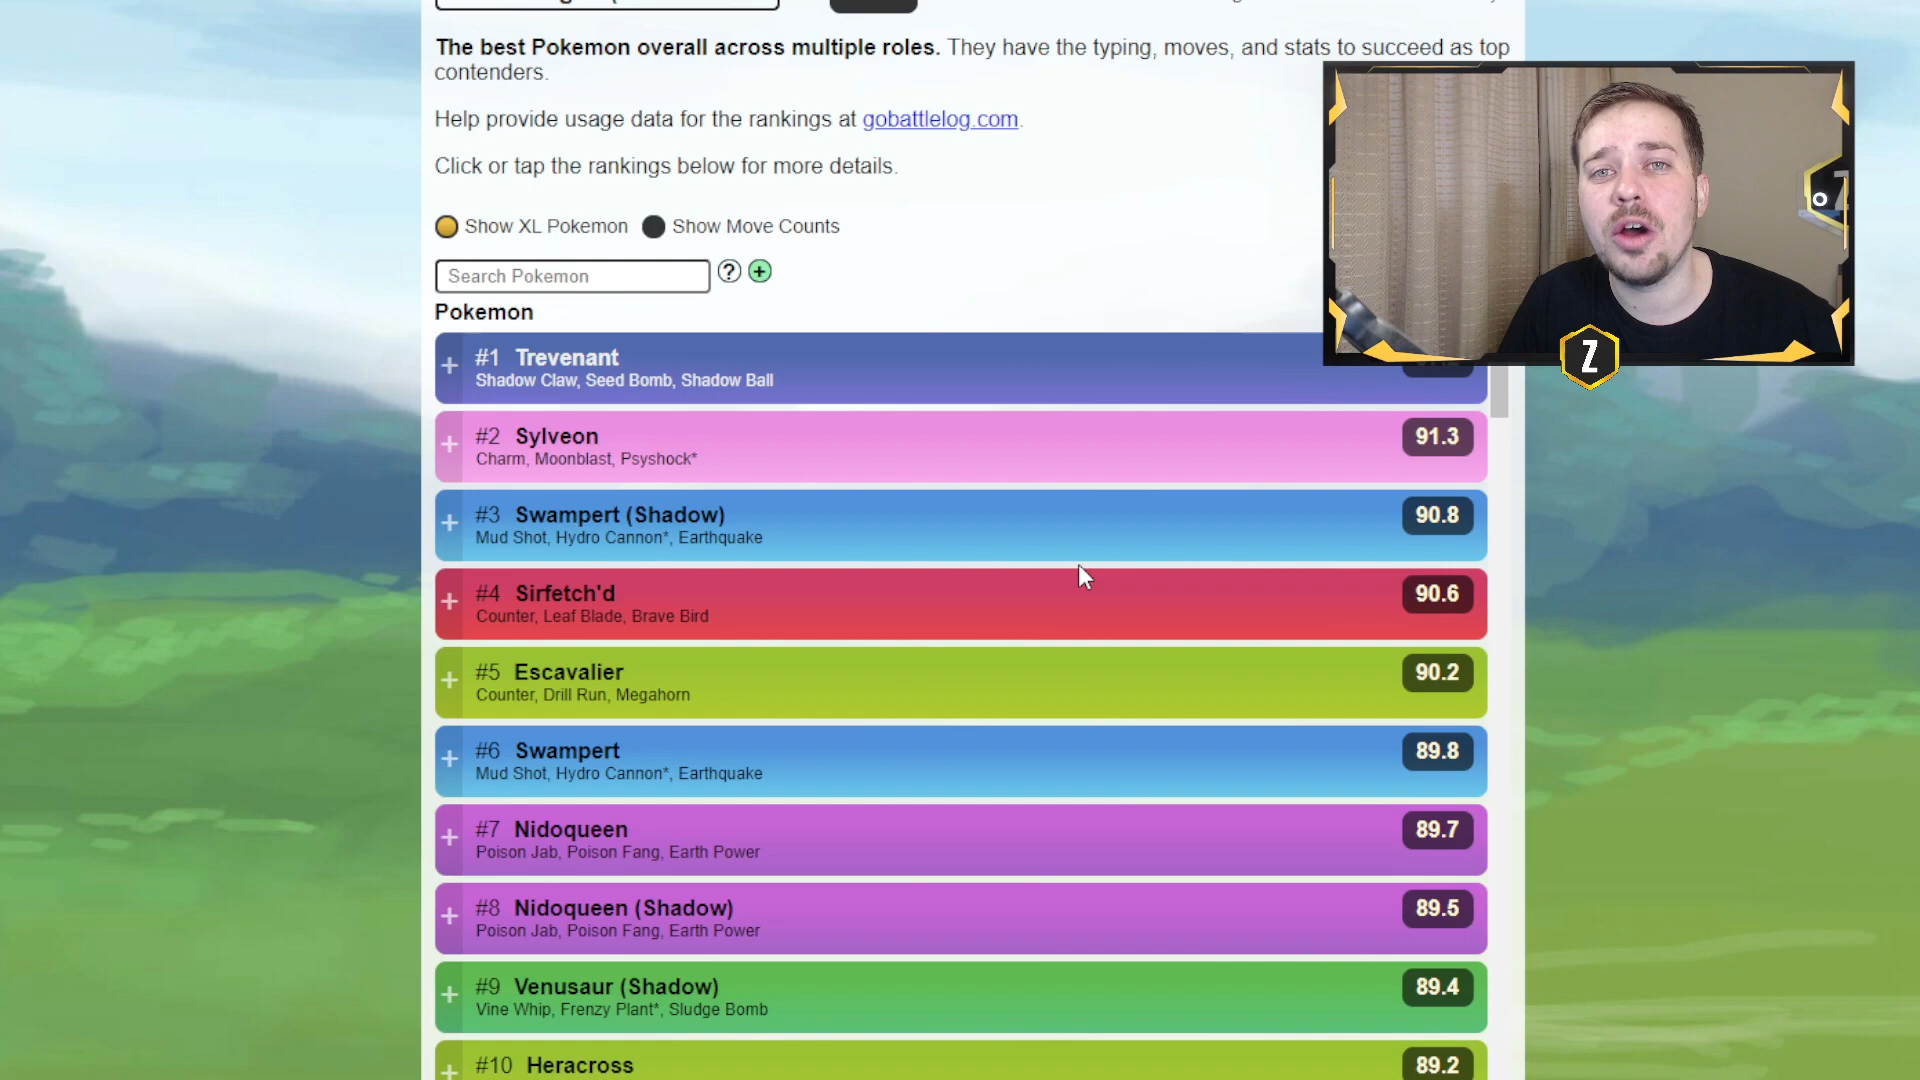 The best Pokemon overall across multiple roles. They have the typing, moves, and stats to succeed as top
contenders.
Help provide usage data for the rankings at gobattlelog.com.
Click or tap the rankings below for more details.
Show XL Pokemon Show Move Counts
Search Pokemon ? +
Pokemon
+ #1 Trevenant
Shadow Claw, Seed Bomb, Shadow Ball
Z
+ #2 Sylveon 91.3
Charm, Moonblast, Psyshock*
+ #3 Swampert (Shadow) 90.8
Mud Shot, Hydro Cannon*, Earthquake
+ #4 Sirfetch'd 90.6
Counter, Leaf Blade, Brave Bird
+ #5 Escavalier 90.2
Counter, Drill Run, Megahorn
+ #6 Swampert 89.8
Mud Shot, Hydro Cannon*, Earthquake
+ #7 Nidoqueen 89.7
Poison Jab, Poison Fang, Earth Power
+ #8 Nidoqueen (Shadow) 89.5
Poison Jab, Poison Fang, Earth Power
+ #9 Venusaur (Shadow) 89.4
Vine Whip, Frenzy Plant*, Sludge Bomb
+ #10 Heracross 89.2